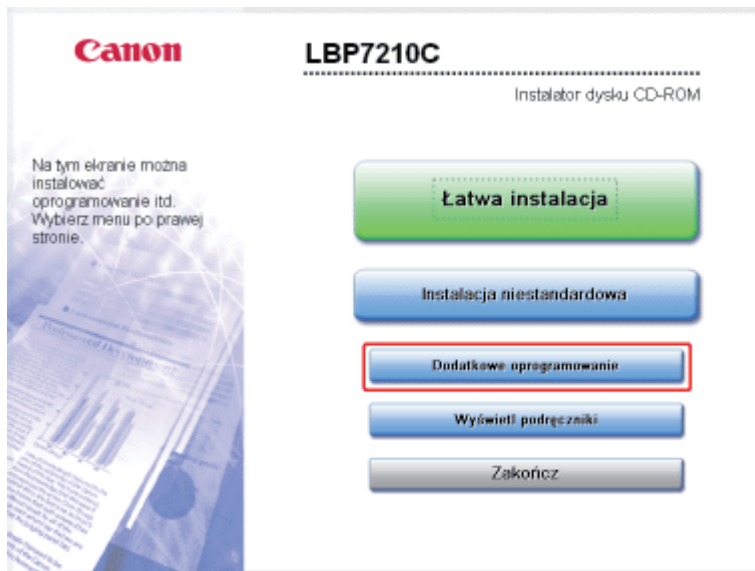 Canon
LBP7210C
Instalator dysku CD-ROM
Na tym ekranie można
instalować
oprogramowanie itd.
Wybierz menu po prawej
stronie.
Łatwa instalacja
Instalacja niestandardowa
Dodatkowe oprogramowanie
Wyświetl podręczniki
Zakończ